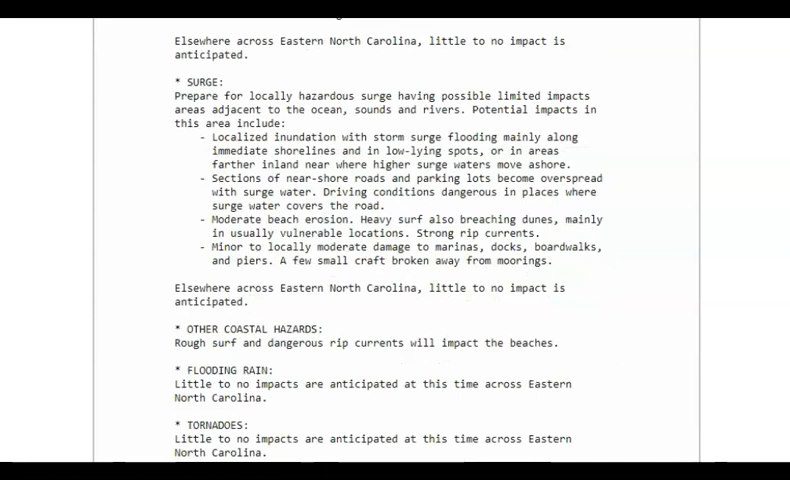 Elsewhere across Eastern North Carolina, little to no impact is
anticipated.
* SURGE:
Prepare for locally hazardous surge having possible limited impacts
areas adjacent to the ocean, sounds and rivers. Potential impacts in
this area include:
- Localized inundation with storm surge flooding mainly along
immediate shorelines and in low-lying spots, or in areas
farther inland near where higher surge waters move ashore.
- Sections of near-shore roads and parking lots become overspread
with surge water. Driving conditions dangerous in places where
surge water covers the road.
- Moderate beach erosion. Heavy surf also breaching dunes, mainly
in usually vulnerable locations. Strong rip currents.
- Minor to locally moderate damage to marinas, docks, boardwalks,
and piers. A few small craft broken away from moorings.
Elsewhere across Eastern North Carolina, little to no impact is
anticipated.
* OTHER COASTAL HAZARDS:
Rough surf and dangerous rip currents will impact the beaches.
* FLOODING RAIN:
Little to no impacts are anticipated at this time across Eastern
North Carolina.
* TORNADOES:
Little to no impacts are anticipated at this time across Eastern
North Carolina.